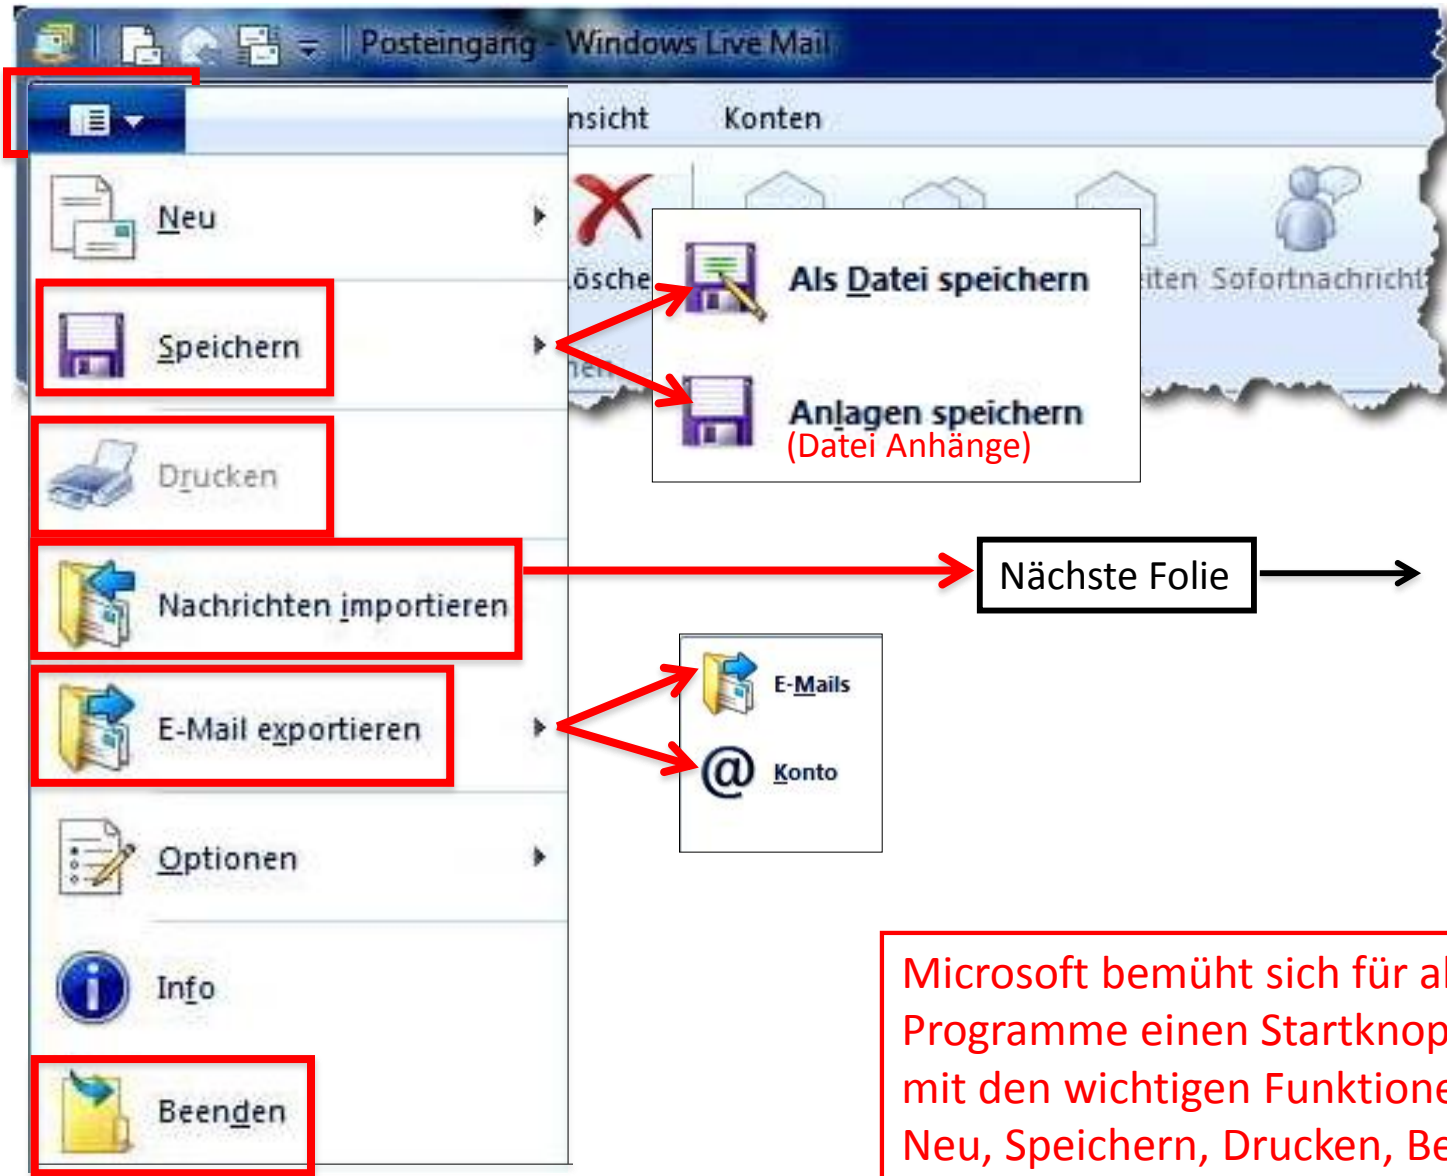 Posteingang - Windows Live Mail
nsicht Konten
Neu
ösche
Als Datei speichern
iten Sofortnachricht
Speichern
Anlagen speichern
(Datei Anhänge)
Drucken
Nächste Folie
Nachrichten importieren
E-Mails
E-Mail exportieren
Konto
Optionen
Info
Beenden
Microsoft bemüht sich für al
Programme einen Startknop
mit den wichtigen Funktione
Neu, Speichern, Drucken, Be